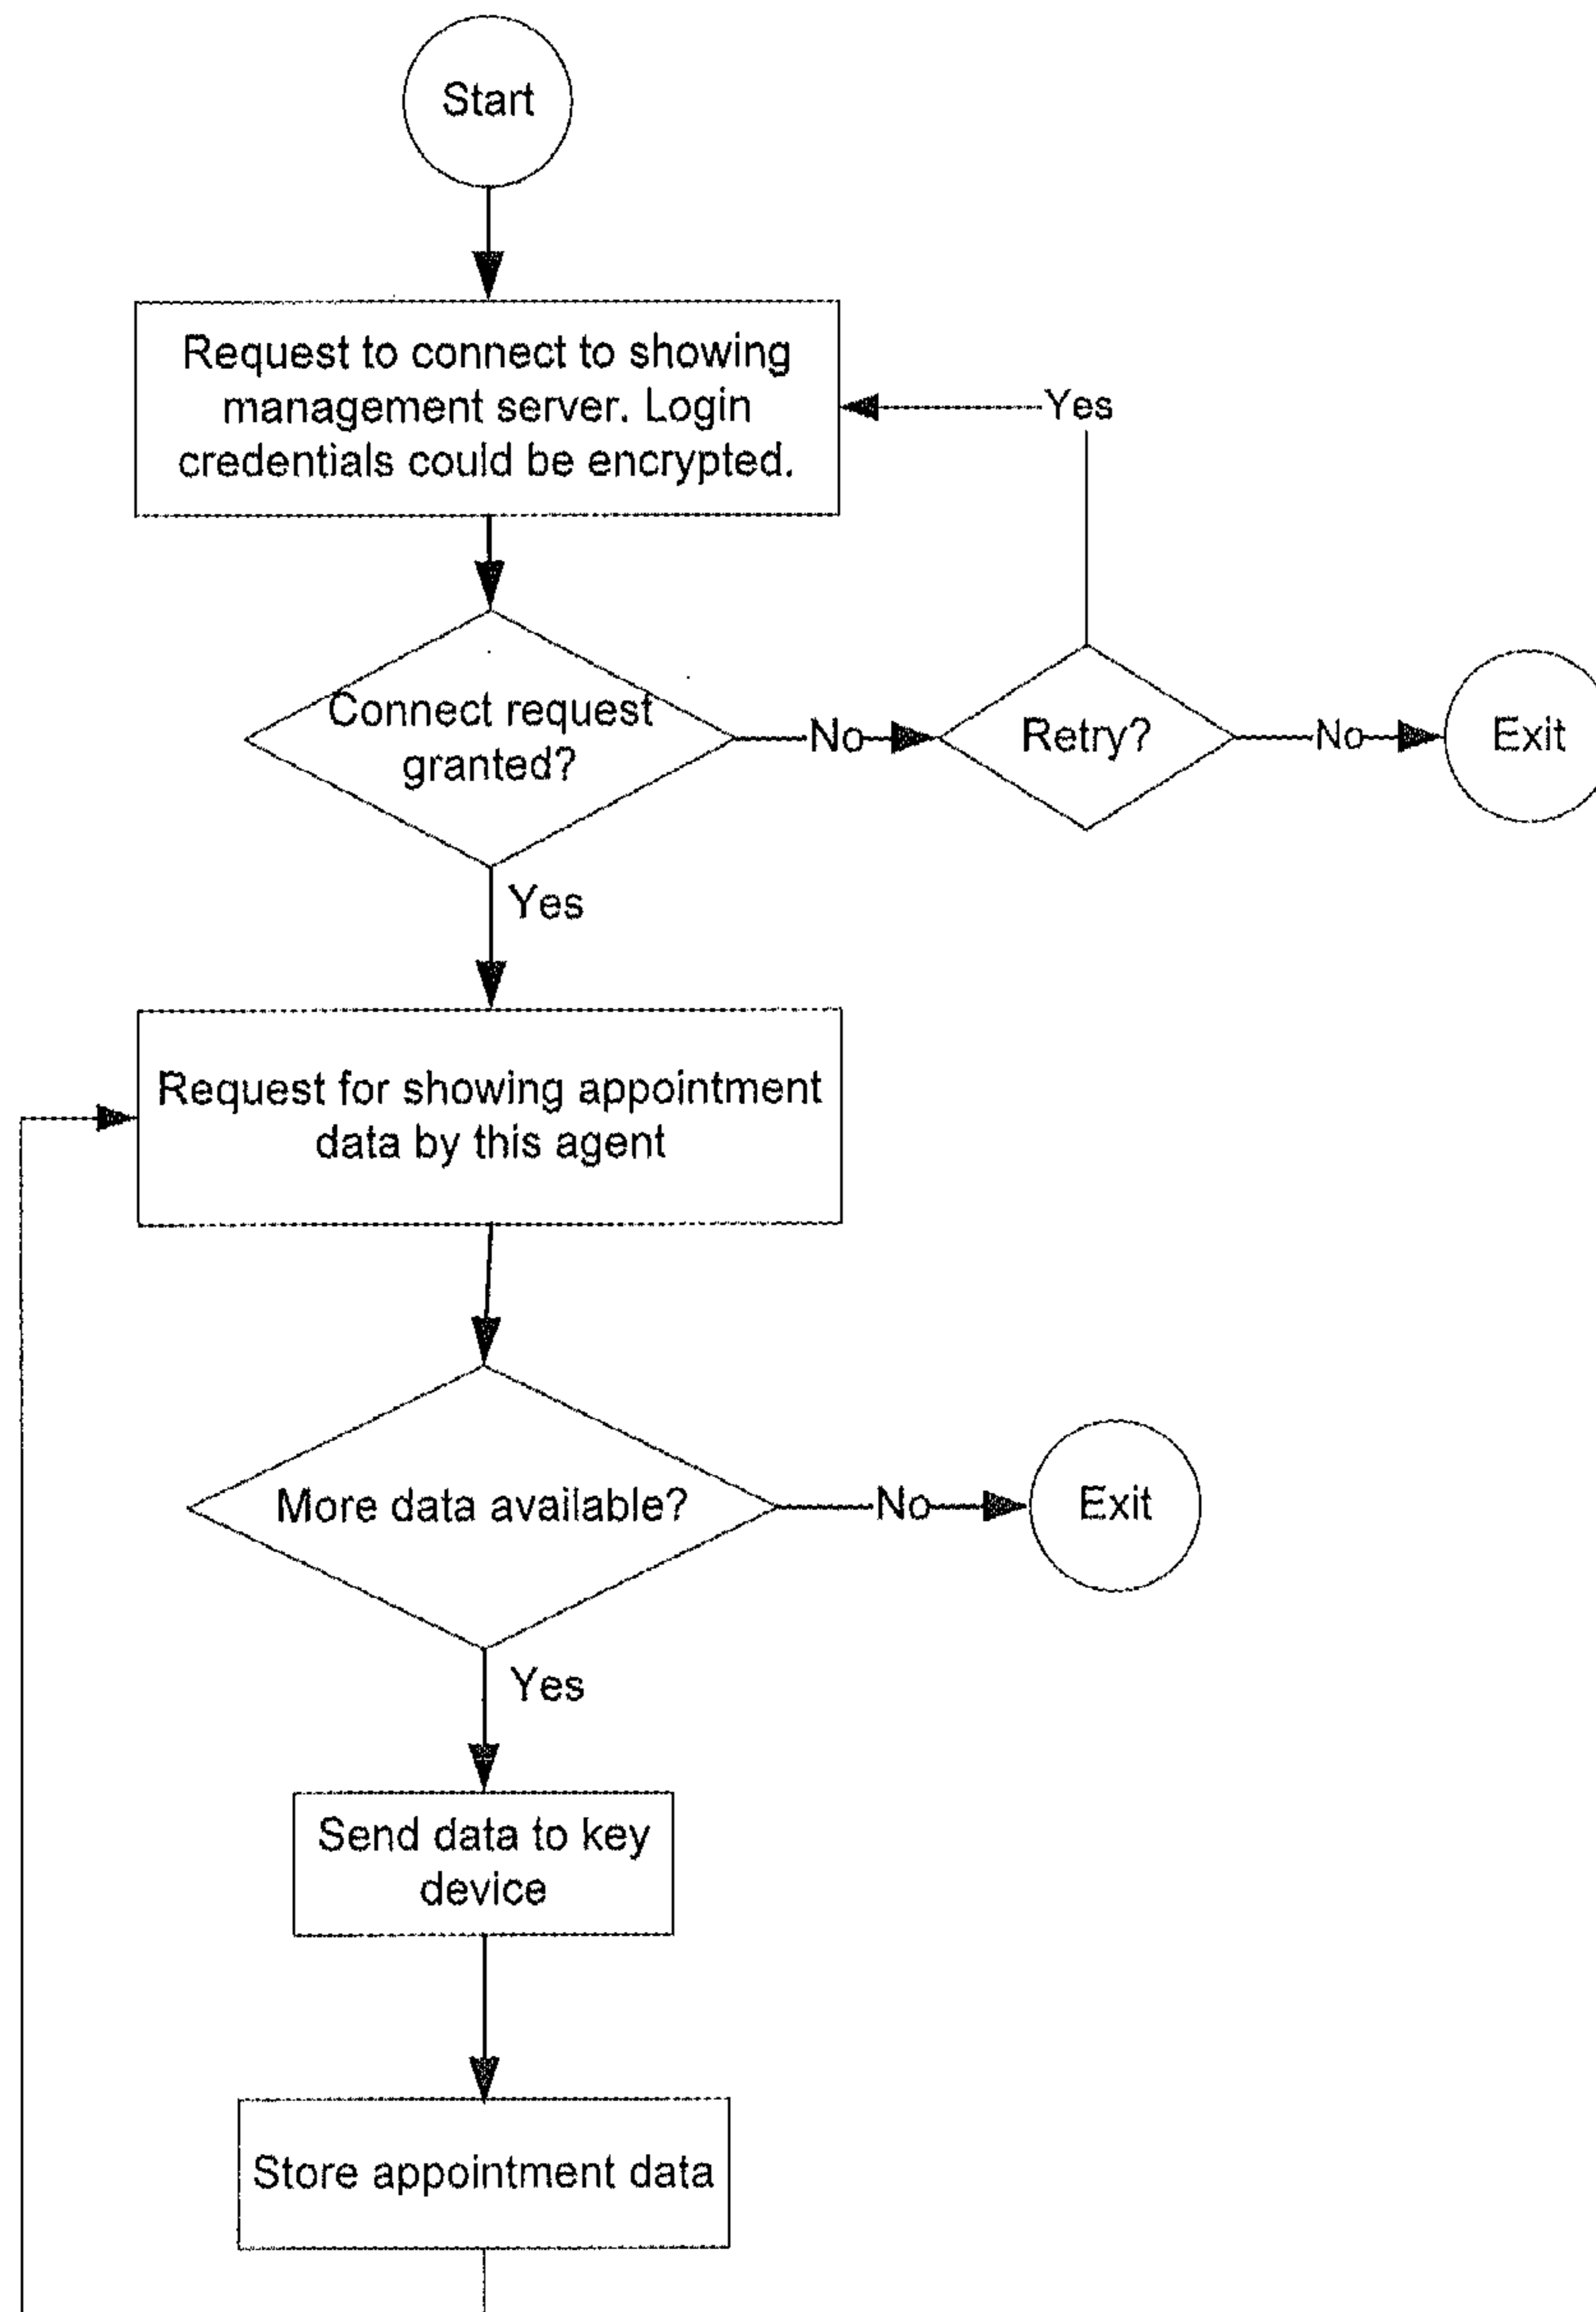 Start
Request to connect to showing
management server. Login
credentials could be encrypted.
Yes
Connect request
granted?
No
Retry?
No
Exit
Yes
Request for showing appointment
data by this agent
More data available?
No
Exit
Yes
Send data to key
device
Store appointment data